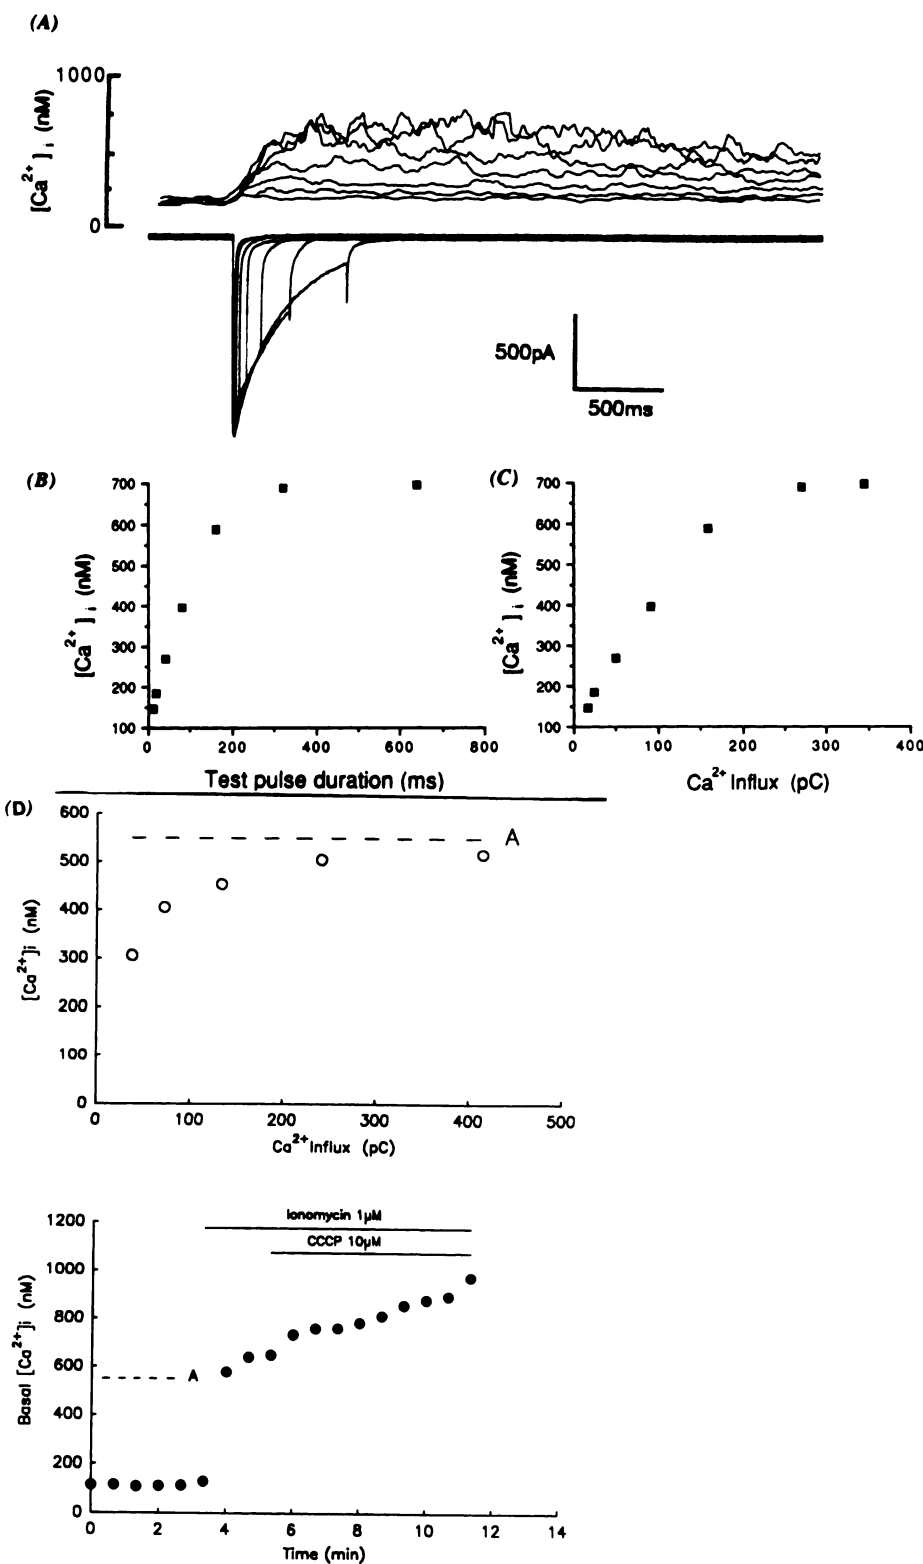 (A)
1000
[Ca2+]i (nM)
0
500pA
500ms
(B)
700
600
500
400
300
200
100
[Ca2+]i (nM)
0 200 400 600 800
Test pulse duration (ms)
(C)
700
600
500
400
300
200
100
[Ca2+]i (nM)
0 100 200 300 400
Ca2+ Influx (pC)
(D)
600
500
400
300
200
100
0
[Ca2+]i (nM)
A
0 100 200 300 400 500
Ca2+ Influx (pC)
Ionomycin 1µM
CCCP 10µM
1200
1000
800
600
400
200
0
Basal [Ca2+]i (nM)
A
0 2 4 6 8 10 12 14
Time (min)